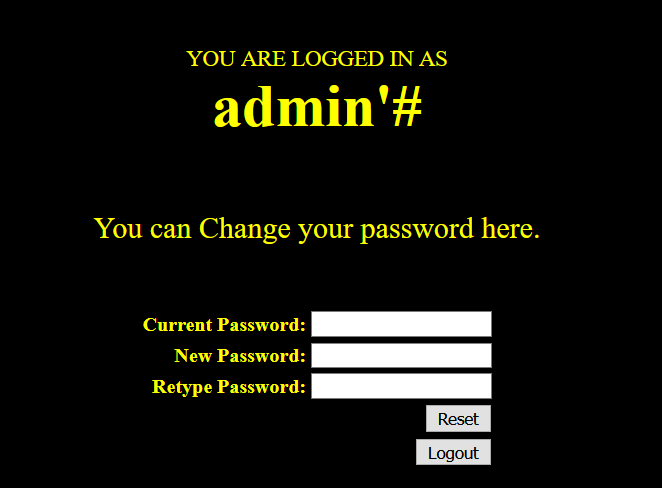 YOU ARE LOGGED IN AS
admin'#
You can Change your password here.
Current Password:
New Password:
Retype Password:
Reset
Logout